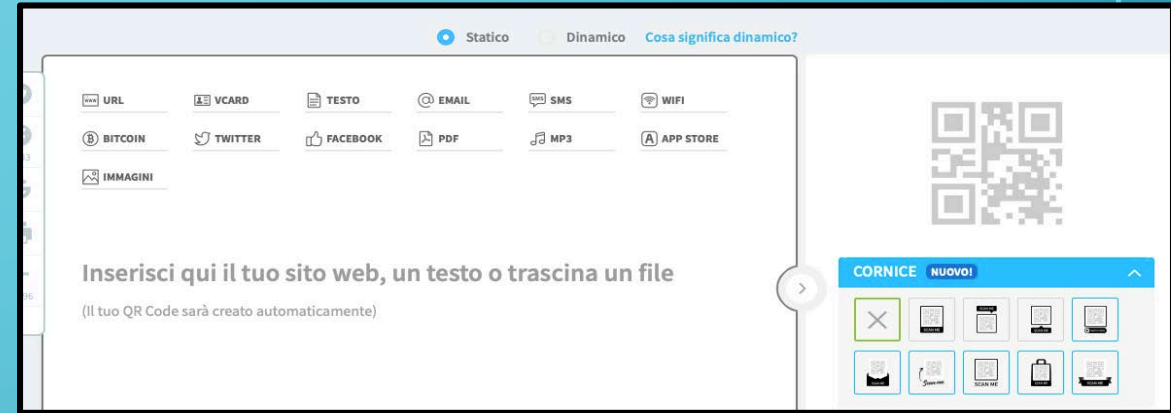 Statico Dinamico Cosa significa dinamico?
URL VCARD TESTO EMAIL SMS WIFI
BITCOIN TWITTER FACEBOOK PDF MP3 APP STORE
IMMAGINI
Inserisci qui il tuo sito web, un testo o trascina un file
(Il tuo QR Code sarà creato automaticamente)
CORNICE NUOVO!
SCAN ME